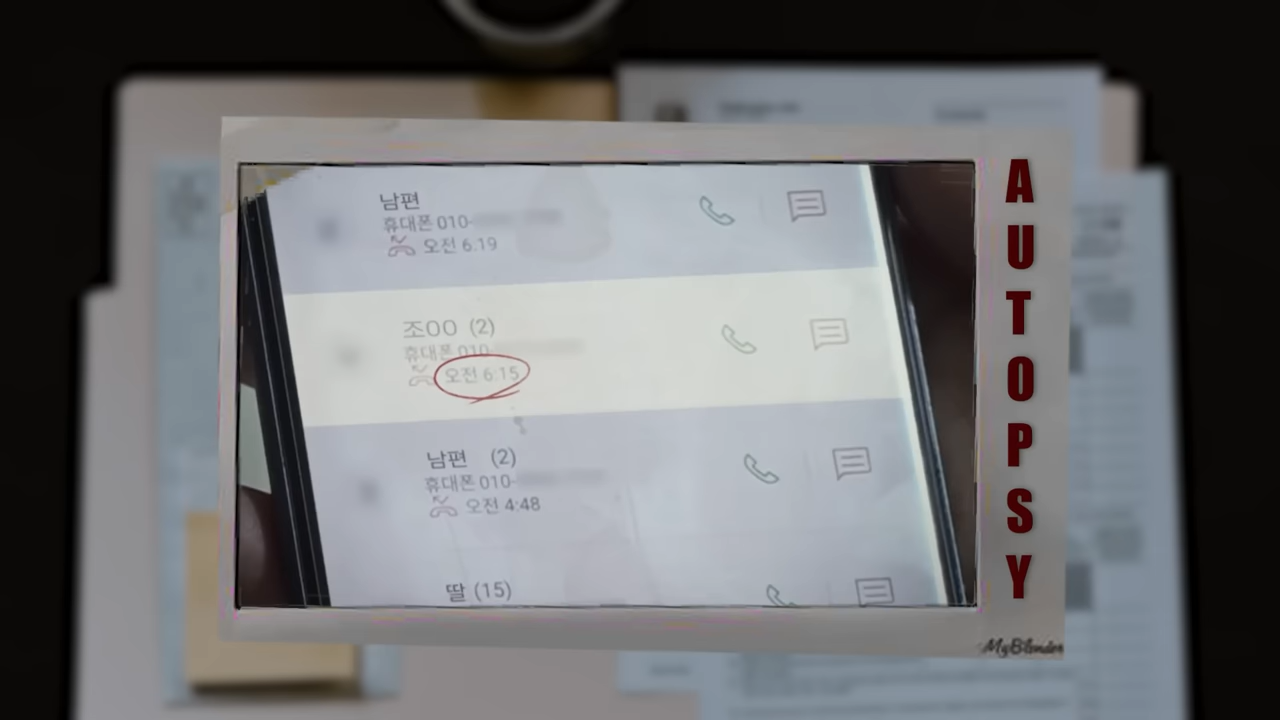 남편
휴대폰 010-
오전 6.19
조OO (2)
휴대폰 010-
오전 6:15
남편 (2)
휴대폰 010-
오전 4:48
딸 (15)
AUTOPSY
MyBlender